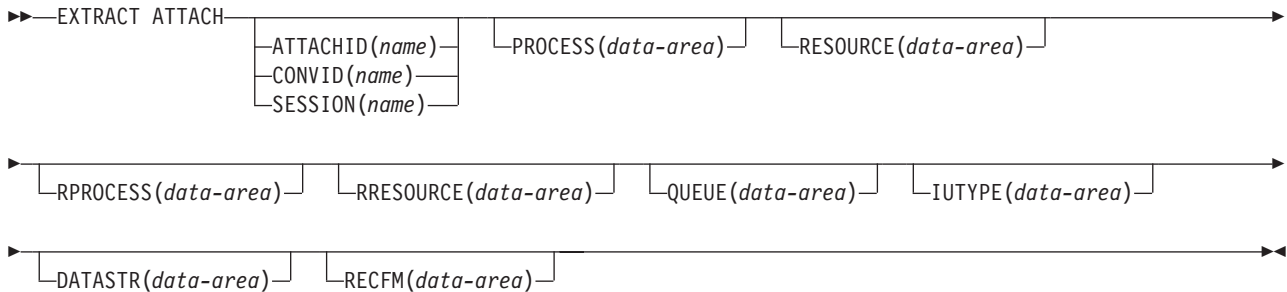 EXTRACT ATTACH
ATTACHID(name) PROCESS(data-area) RESOURCE(data-area)
CONVID(name)
SESSION(name)
RPROCESS(data-area) RRESOURCE(data-area) QUEUE(data-area) IUTYPE(data-area)
DATASTR(data-area) RECFM(data-area)